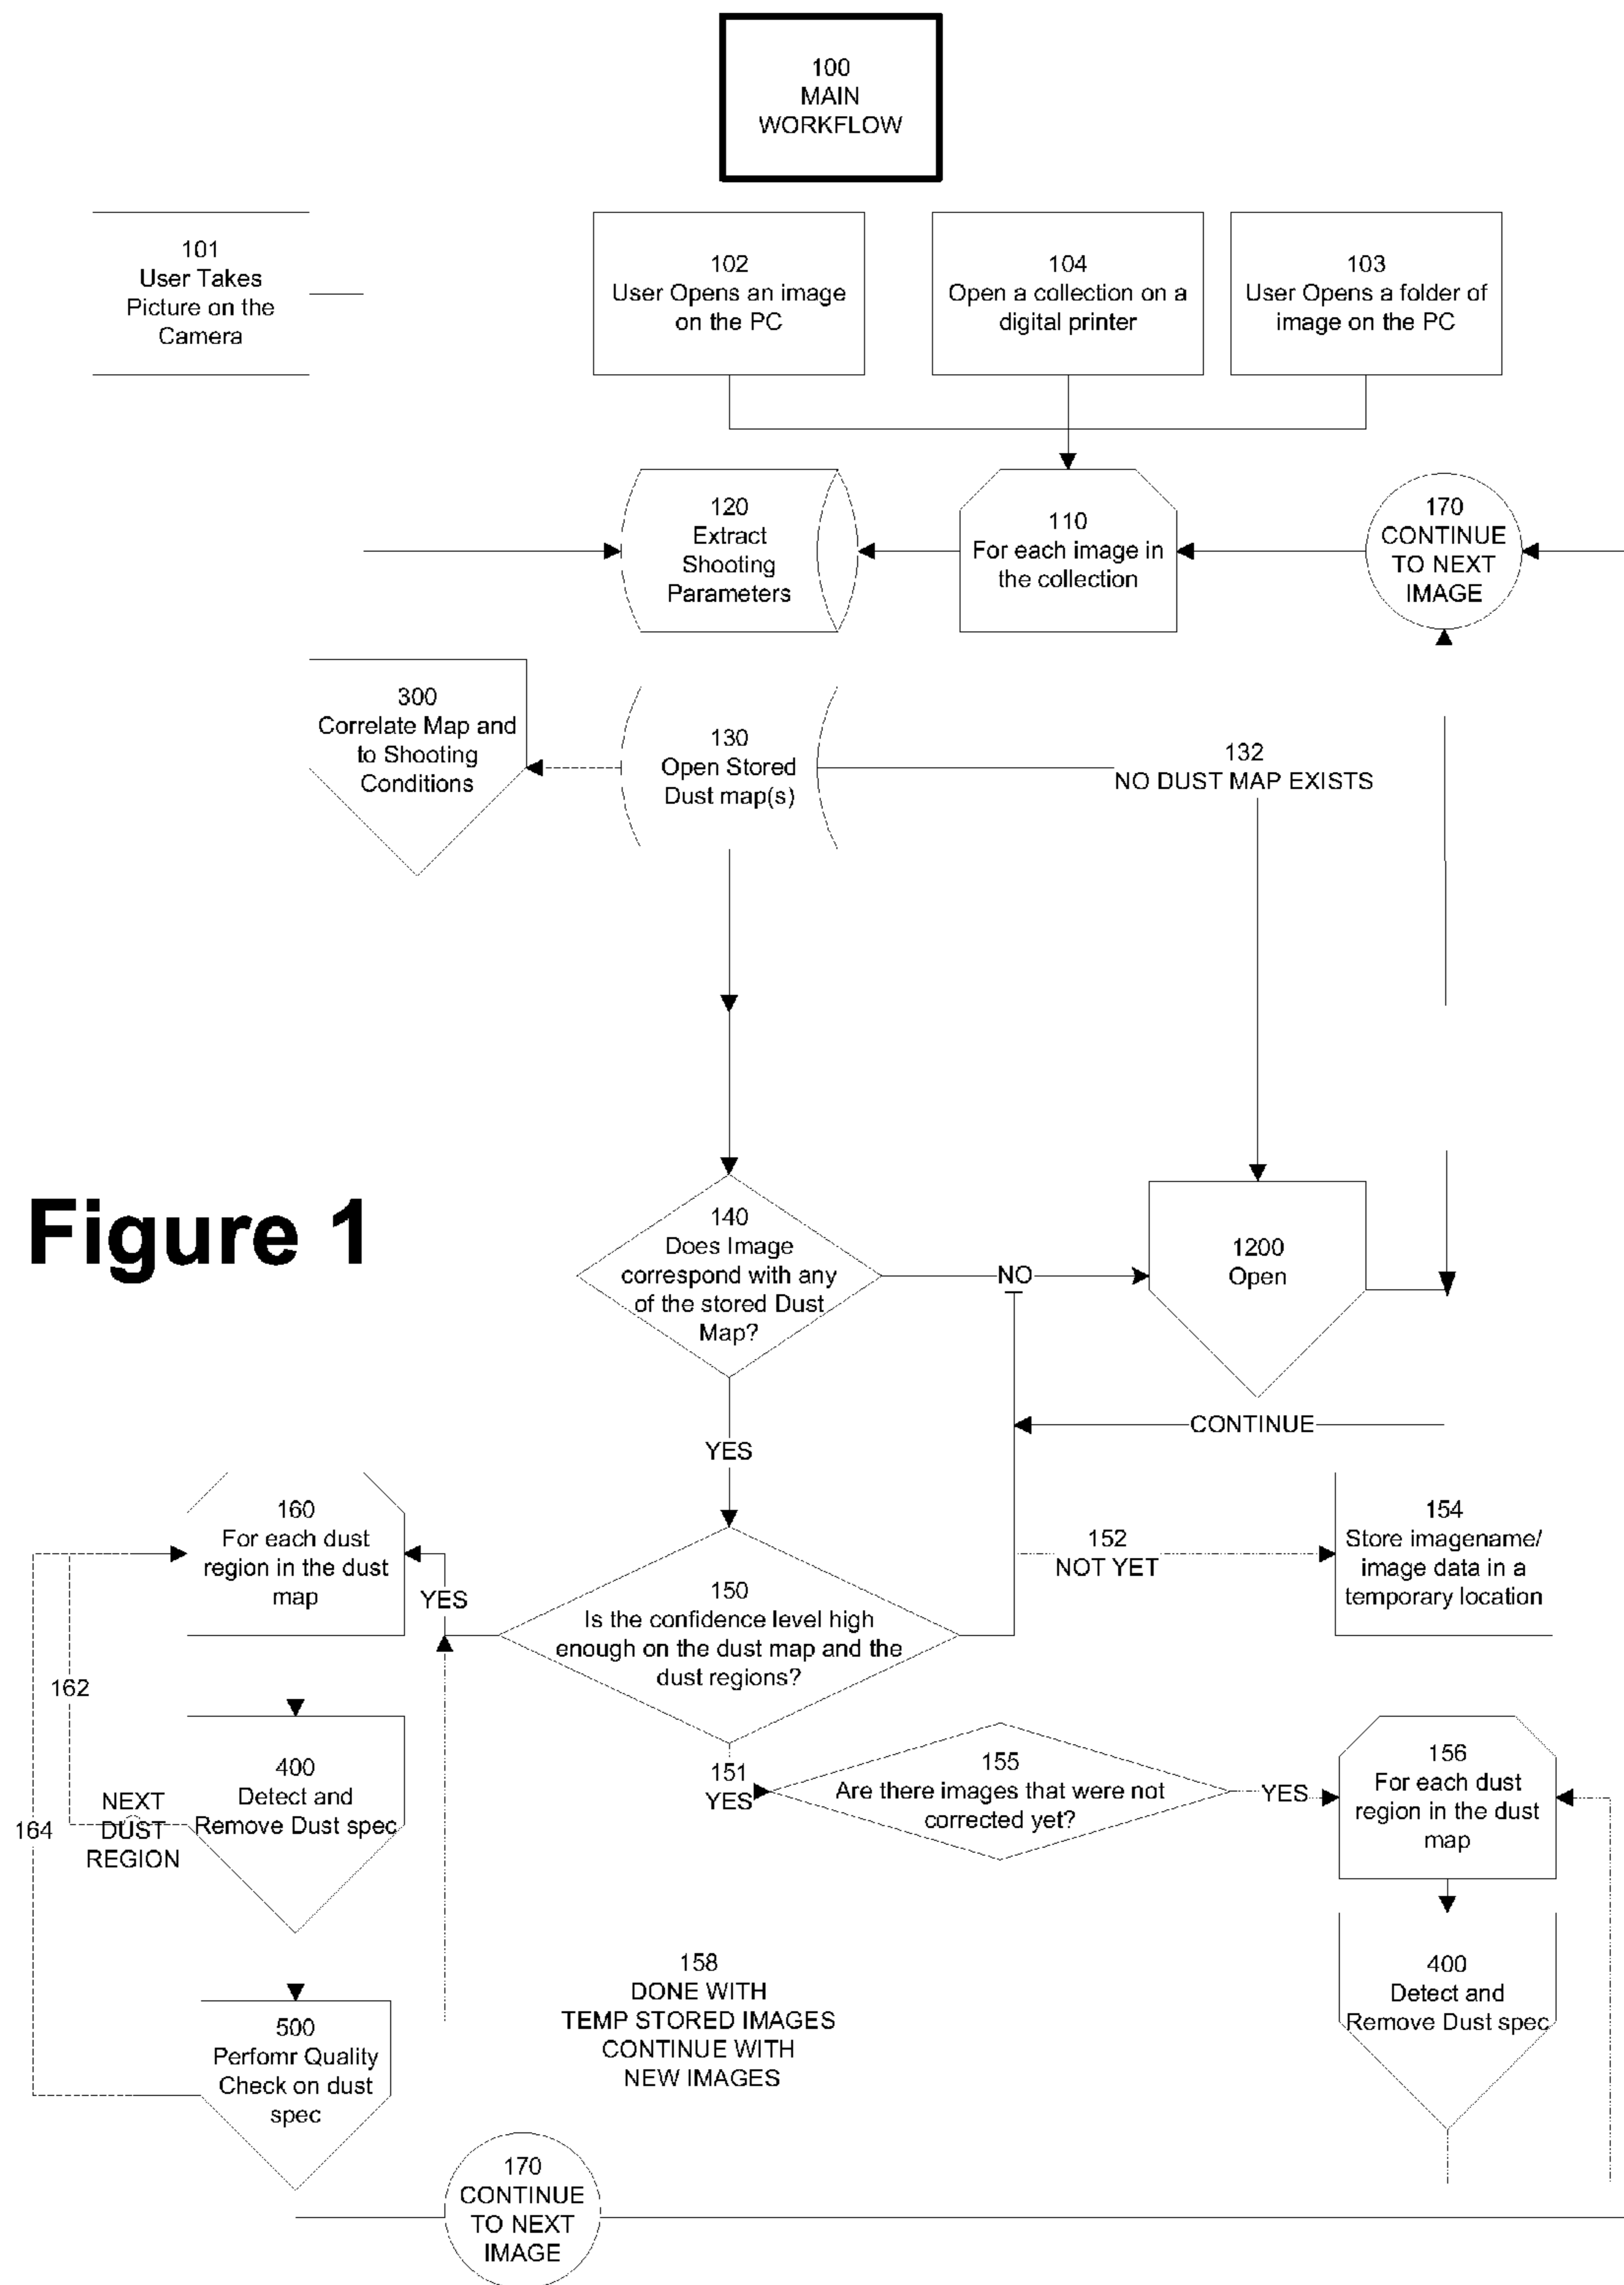 100
MAIN
WORKFLOW
101
User Takes
Picture on the
Camera
102
User Opens an image
on the PC
104
Open a collection on a
digital printer
103
User Opens a folder of
image on the PC
120
Extract
Shooting
Parameters
110
For each image in
the collection
170
CONTINUE
TO NEXT
IMAGE
300
Correlate Map and
to Shooting
Conditions
130
Open Stored
Dust map(s)
132
NO DUST MAP EXISTS
Figure 1
140
Does Image
correspond with any
of the stored Dust
Map?
NO
1200
Open
CONTINUE
YES
160
For each dust
region in the dust
map
YES
150
Is the confidence level high
enough on the dust map and the
dust regions?
152
NOT YET
154
Store imagename/
image data in a
temporary location
162
164
NEXT
DUST
REGION
400
Detect and
Remove Dust spec
151
YES
155
Are there images that were not
corrected yet?
YES
156
For each dust
region in the dust
map
400
Detect and
Remove Dust spec
158
DONE WITH
TEMP STORED IMAGES
CONTINUE WITH
NEW IMAGES
500
Perfomr Quality
Check on dust
spec
170
CONTINUE
TO NEXT
IMAGE